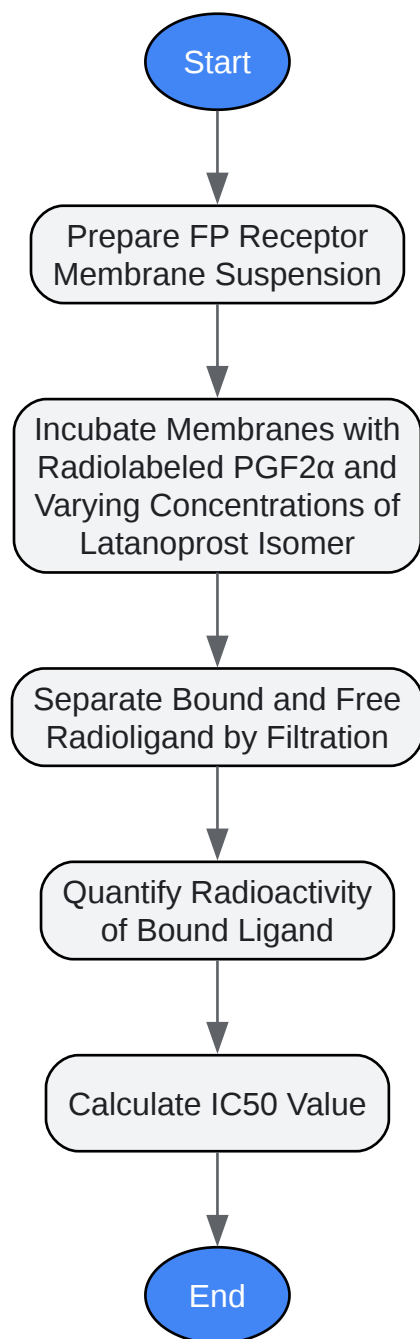 Start
Prepare FP Receptor
Membrane Suspension
Incubate Membranes with
Radiolabeled PGF2α and
Varying Concentrations of
Latanoprost Isomer
Separate Bound and Free
Radioligand by Filtration
Quantify Radioactivity
of Bound Ligand
Calculate IC50 Value
End